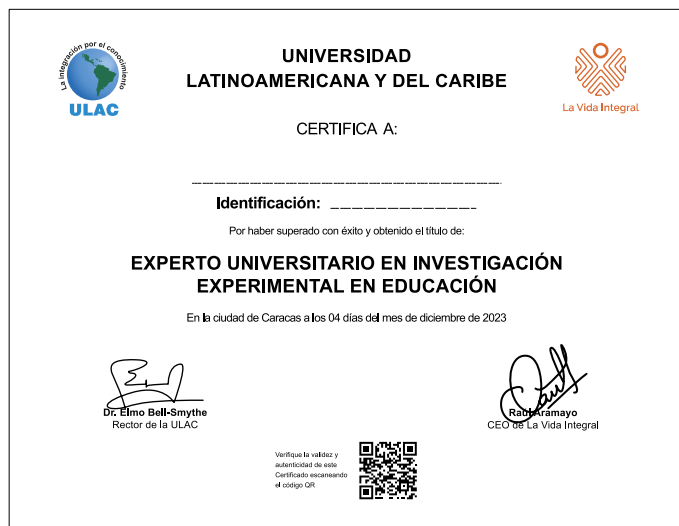 La integración por el conocimiento
ULAC
UNIVERSIDAD
LATINOAMERICANA Y DEL CARIBE
La Vida Integral
CERTIFICA A:
Identificación:
Por haber superado con éxito y obtenido el título de:
EXPERTO UNIVERSITARIO EN INVESTIGACIÓN
EXPERIMENTAL EN EDUCACIÓN
En la ciudad de Caracas a los 04 días del mes de diciembre de 2023
Dr. Elmo Bell-Smythe
Rector de la ULAC
Raul Aramayo
CEO de La Vida Integral
Verifique la validez y
autenticidad de este
Certificado escaneando
el código QR